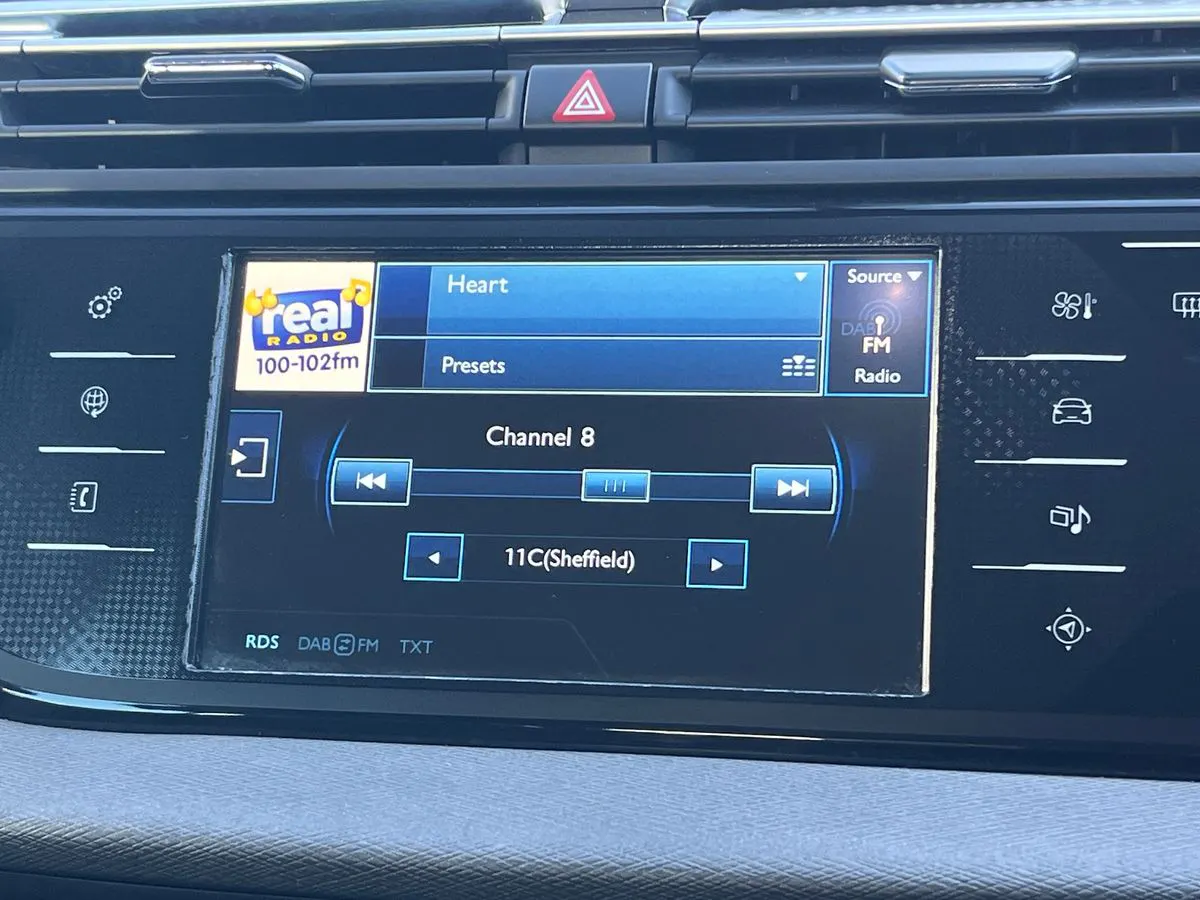 real
RADIO
100-102fm
Heart
Presets
Source
DAB
FM
Radio
Channel 8
11C(Sheffield)
RDS DAB FM TXT